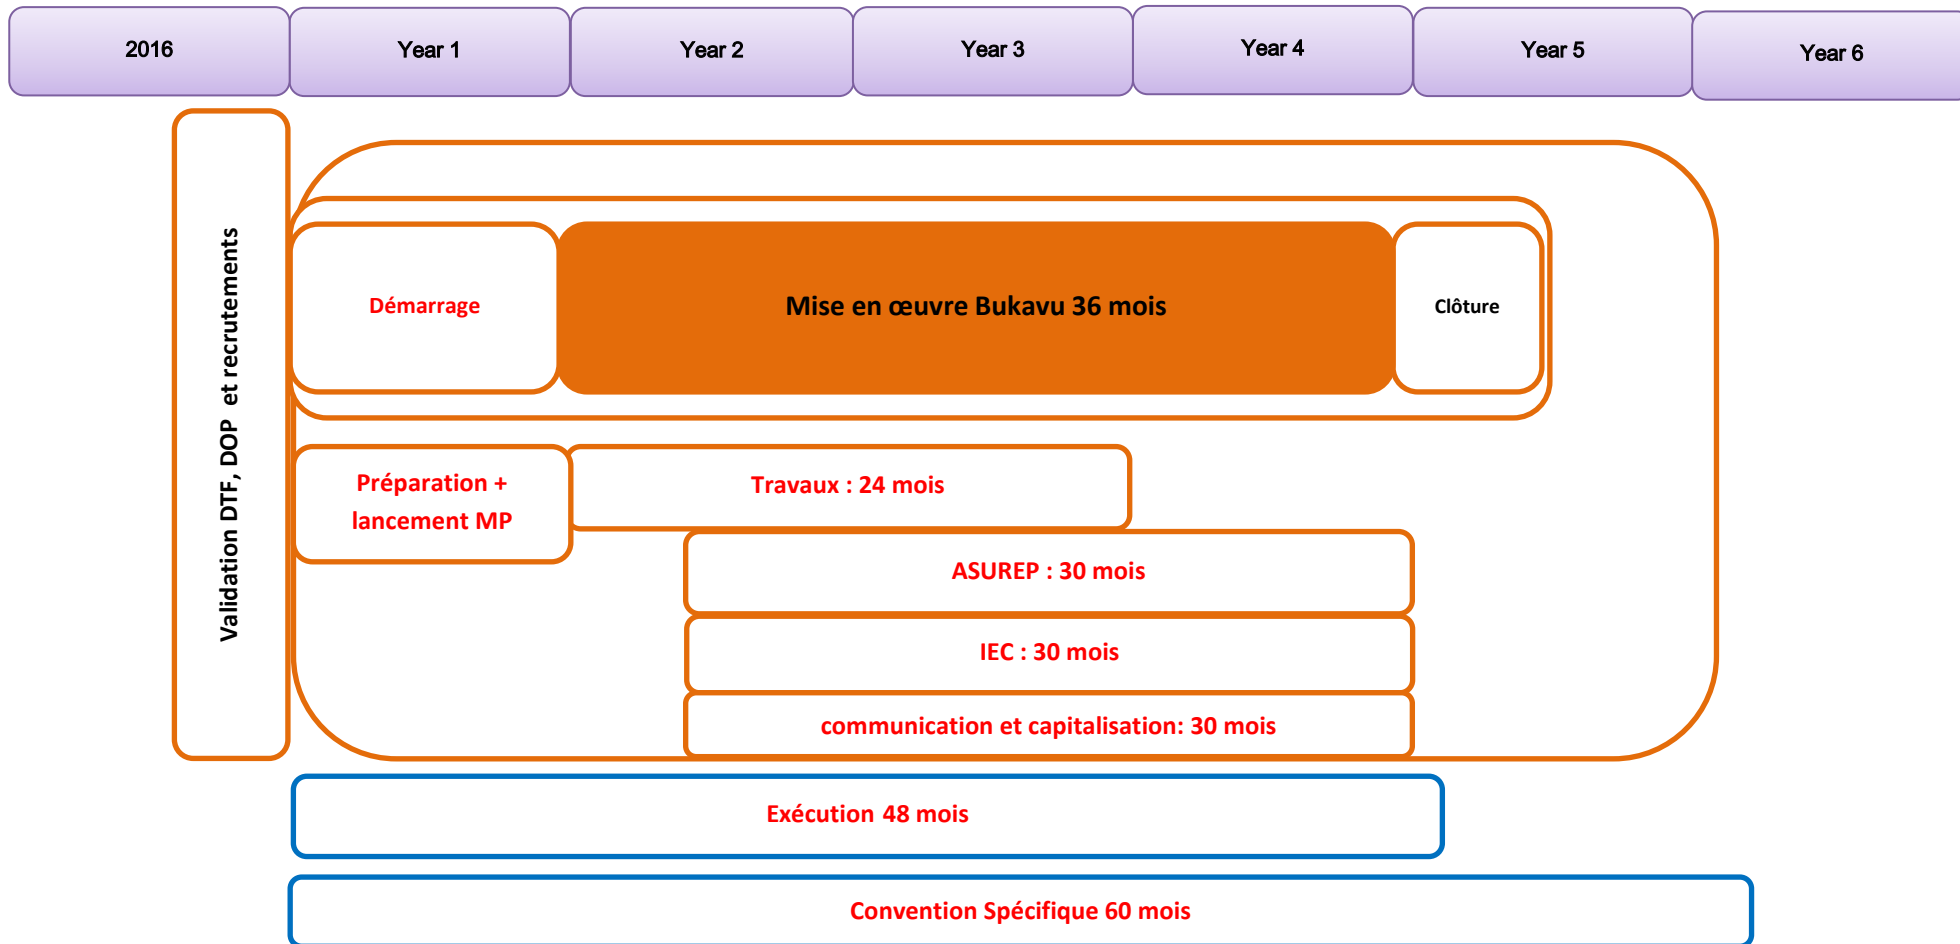 2016
Year 1
Year 2
Year 3
Year 4
Year 5
Year 6
Validation DTF, DOP et recrutements
Démarrage
Mise en œuvre Bukavu 36 mois
Clôture
Préparation +
lancement MP
Travaux : 24 mois
ASUREP : 30 mois
IEC : 30 mois
communication et capitalisation: 30 mois
Exécution 48 mois
Convention Spécifique 60 mois